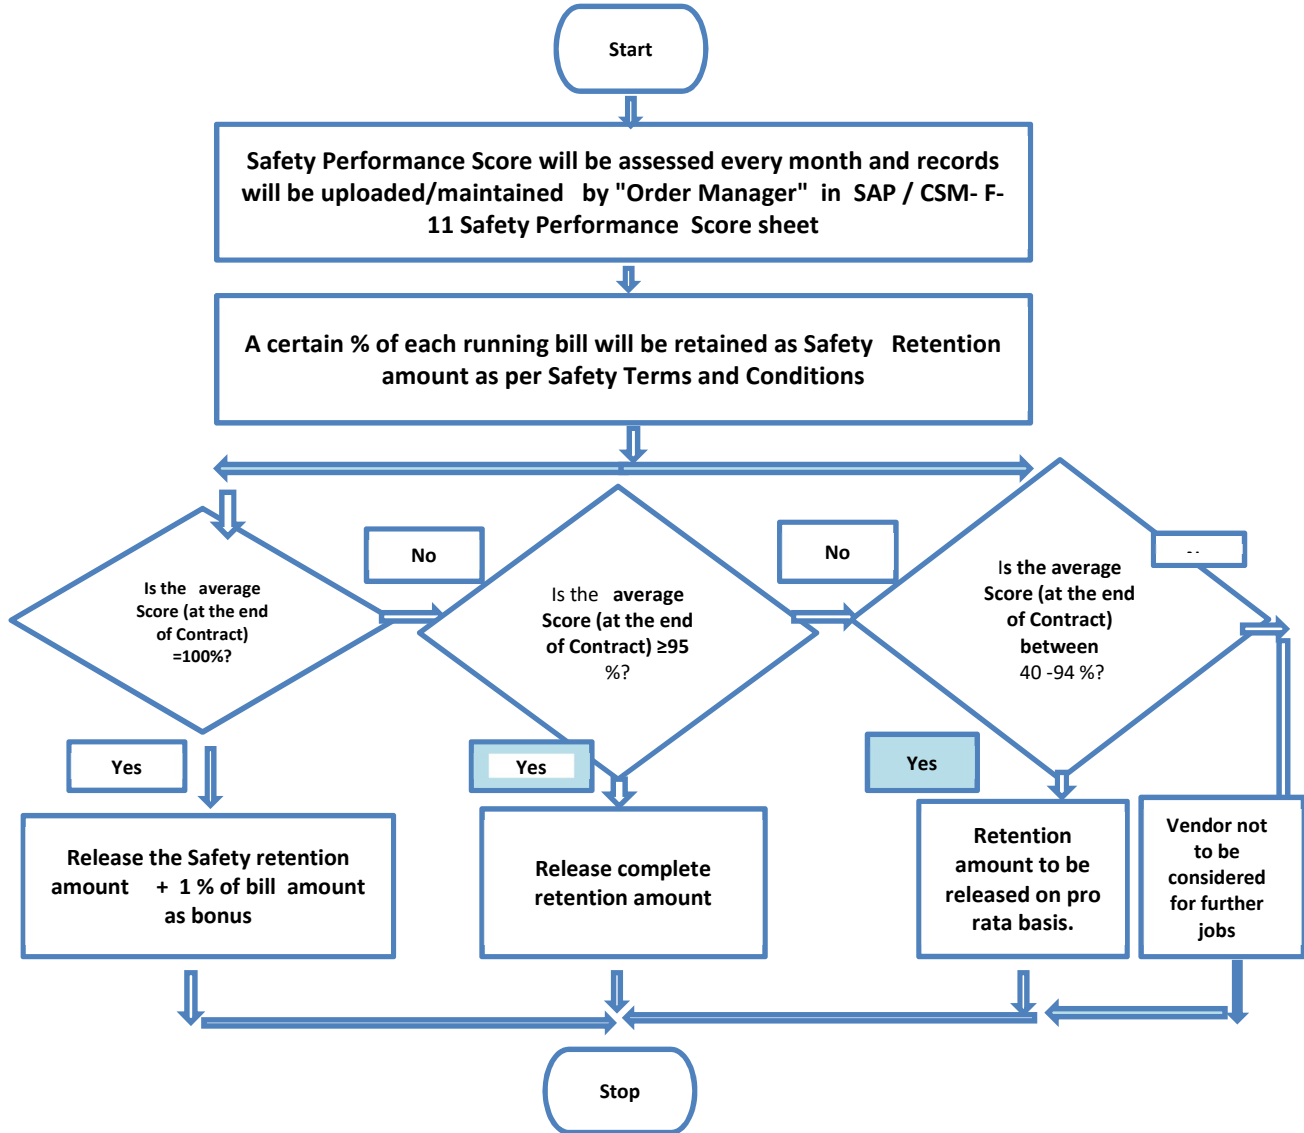 Start
Safety Performance Score will be assessed every month and records
will be uploaded/maintained by "Order Manager" in SAP / CSM- F-
11 Safety Performance Score sheet
A certain % of each running bill will be retained as Safety Retention
amount as per Safety Terms and Conditions
Is the average
Score (at the end
of Contract)
=100%?
No
Is the average
Score (at the end
of Contract) ≥95
%?
No
Is the average
Score (at the end
of Contract)
between
40 -94 %?
Yes
Yes
Yes
Release the Safety retention
amount + 1 % of bill amount
as bonus
Release complete
retention amount
Retention
amount to be
released on pro
rata basis.
Vendor not
to be
considered
for further
jobs
Stop